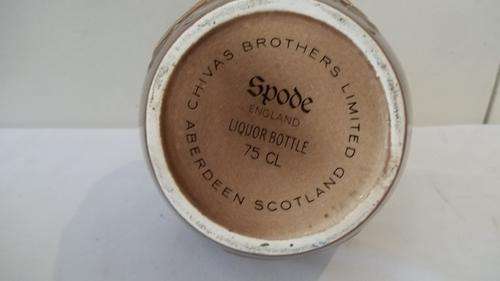 CHIVAS BROTHERS LIMITED
Spode
ENGLAND
LIQUOR BOTTLE
75 CL
ABERDEEN SCOTLAND